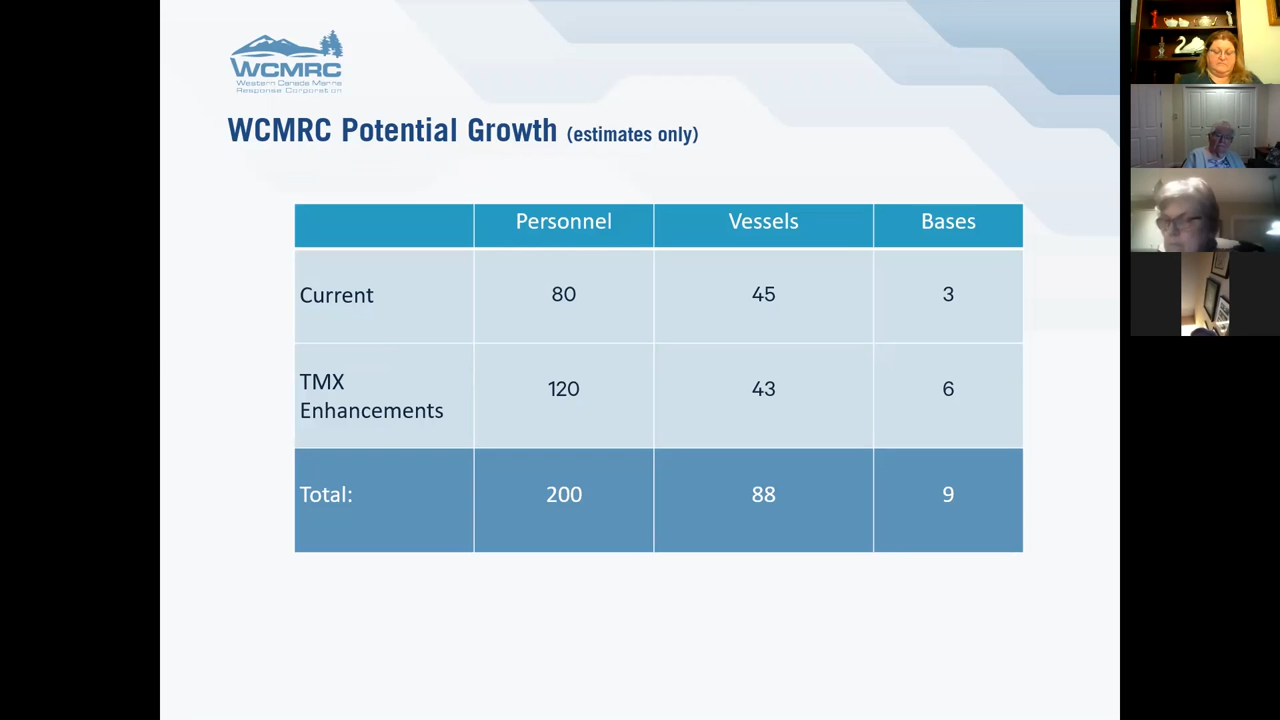 WCMRC
Western Canada Marine
Response Corporation
WCMRC Potential Growth (estimates only)
Personnel Vessels Bases
Current 80 45 3
TMX
Enhancements 120 43 6
Total: 200 88 9